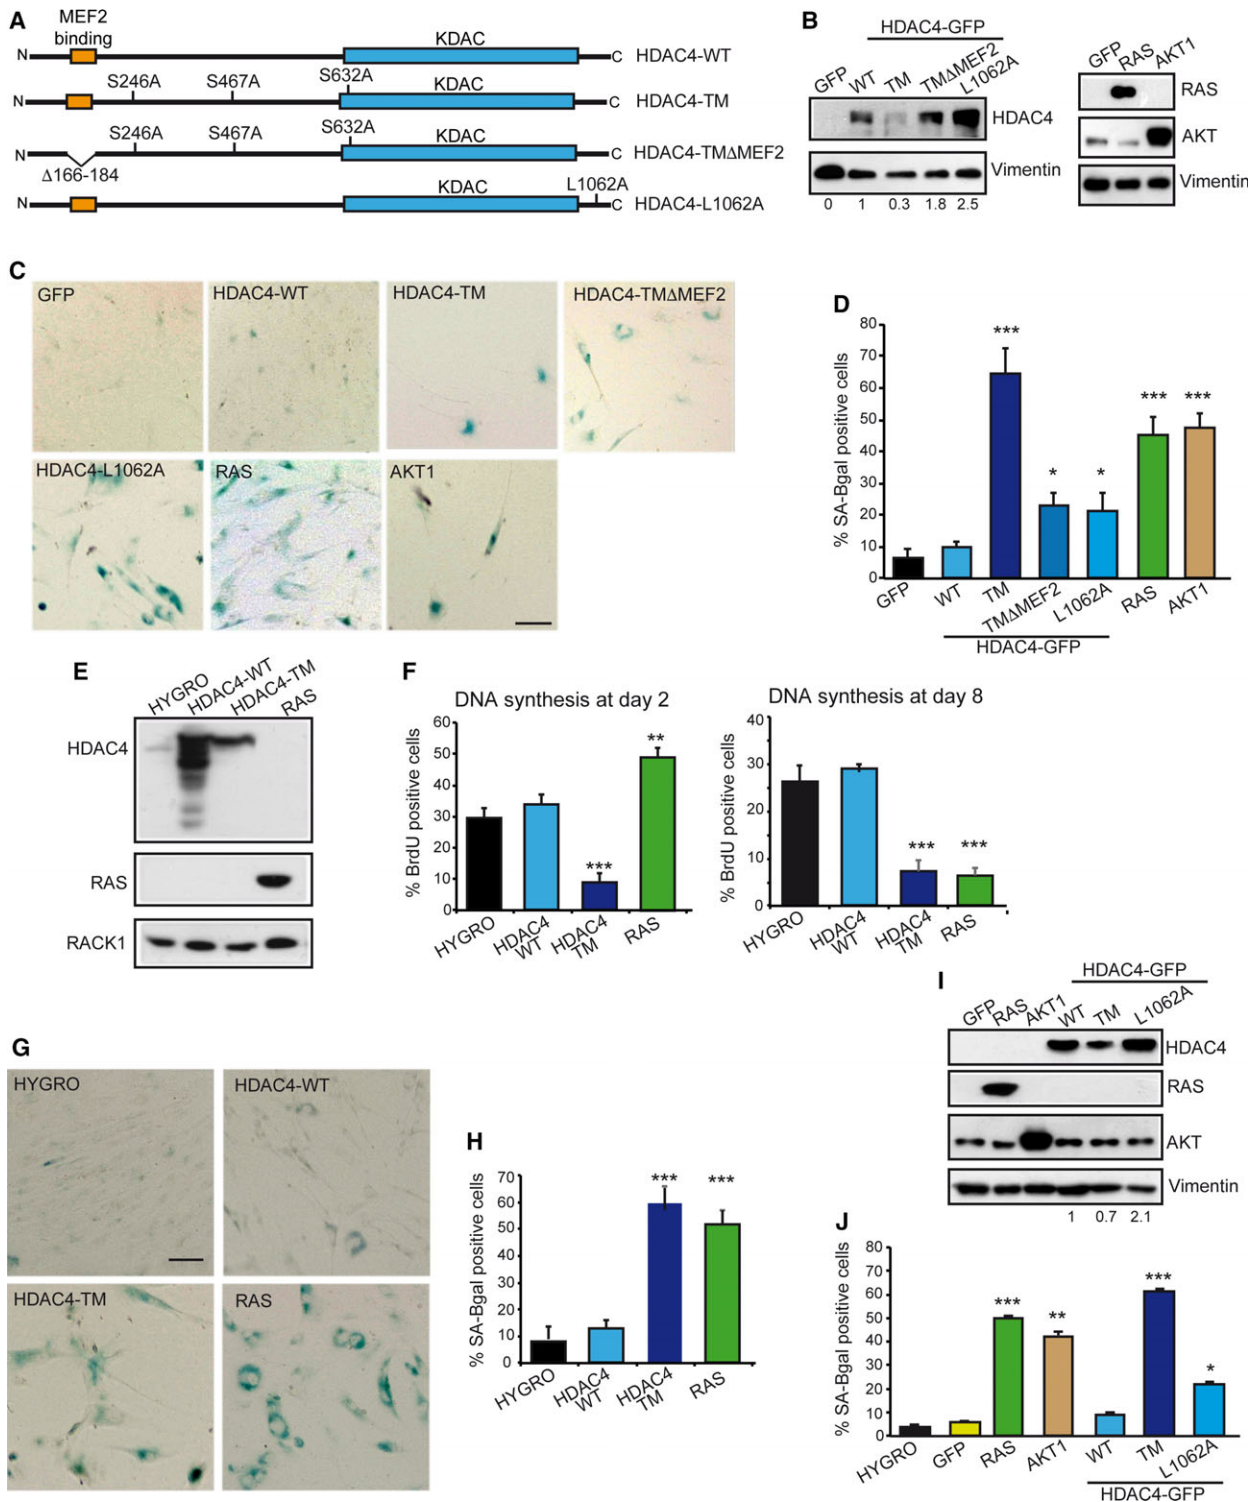 A
MEF2
binding
N
KDAC
C
HDAC4-WT
S246A
S467A
S632A
N
KDAC
C
HDAC4-TM
S246A
S467A
S632A
N
KDAC
C
HDAC4-TMΔMEF2
Δ166-184
L1062A
N
KDAC
C
HDAC4-L1062A
B
HDAC4-GFP
GFP WT TM TMΔMEF2 L1062A
HDAC4
Vimentin
0 1 0.3 1.8 2.5
GFP RAS AKT1
RAS
AKT
Vimentin
C
GFP
HDAC4-WT
HDAC4-TM
HDAC4-TMΔMEF2
HDAC4-L1062A
RAS
AKT1
D
% SA-Bgal positive cells
80
70
60
50
40
30
20
10
0
***
*
*
***
***
GFP WT TM TMΔMEF2 L1062A RAS AKT1
HDAC4-GFP
E
HYGRO HDAC4-WT HDAC4-TM RAS
HDAC4
RAS
RACK1
F
DNA synthesis at day 2
% BrdU positive cells
60
50
40
30
20
10
0
***
**
HYGRO HDAC4 WT HDAC4 TM RAS
DNA synthesis at day 8
% BrdU positive cells
40
30
20
10
0
***
***
HYGRO HDAC4 WT HDAC4 TM RAS
G
HYGRO
HDAC4-WT
HDAC4-TM
RAS
H
% SA-Bgal positive cells
70
60
50
40
30
20
10
0
***
***
HYGRO HDAC4 WT HDAC4 TM RAS
I
HDAC4-GFP
GFP RAS AKT1 WT TM L1062A
HDAC4
RAS
AKT
Vimentin
1 0.7 2.1
J
% SA-Bgal positive cells
80
70
60
50
40
30
20
10
0
***
**
***
*
HYGRO GFP RAS AKT1 WT TM L1062A
HDAC4-GFP